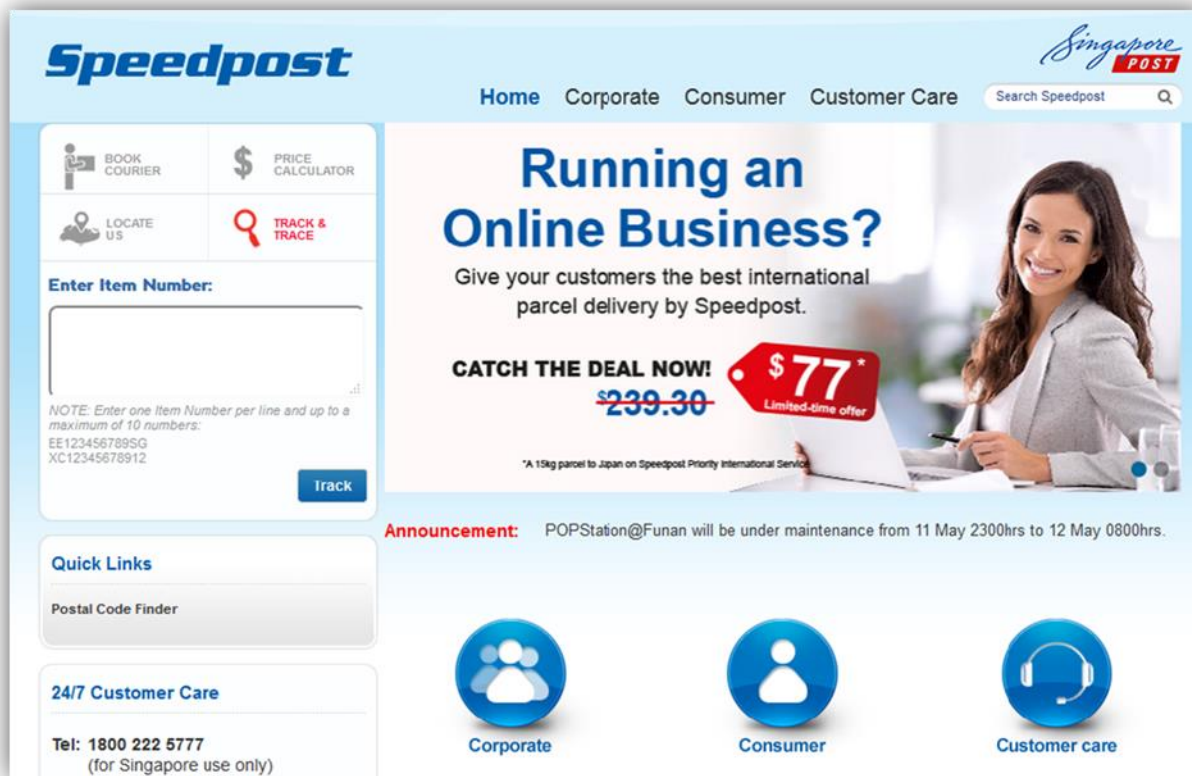 Speedpost
Singapore
POST
Home Corporate Consumer Customer Care
Search Speedpost
BOOK
COURIER
PRICE
CALCULATOR
LOCATE
US
TRACK &
TRACE
Enter Item Number:
NOTE: Enter one Item Number per line and up to a
maximum of 10 numbers:
EE123456789SG
XC12345678912
Track
Running an
Online Business?
Give your customers the best international
parcel delivery by Speedpost.
CATCH THE DEAL NOW!
$239.30
$77*
Limited-time offer
*A 15kg parcel to Japan on Speedpost Priority International Service
Announcement: POPStation@Funan will be under maintenance from 11 May 2300hrs to 12 May 0800hrs.
Quick Links
Postal Code Finder
24/7 Customer Care
Tel: 1800 222 5777
(for Singapore use only)
Corporate
Consumer
Customer care